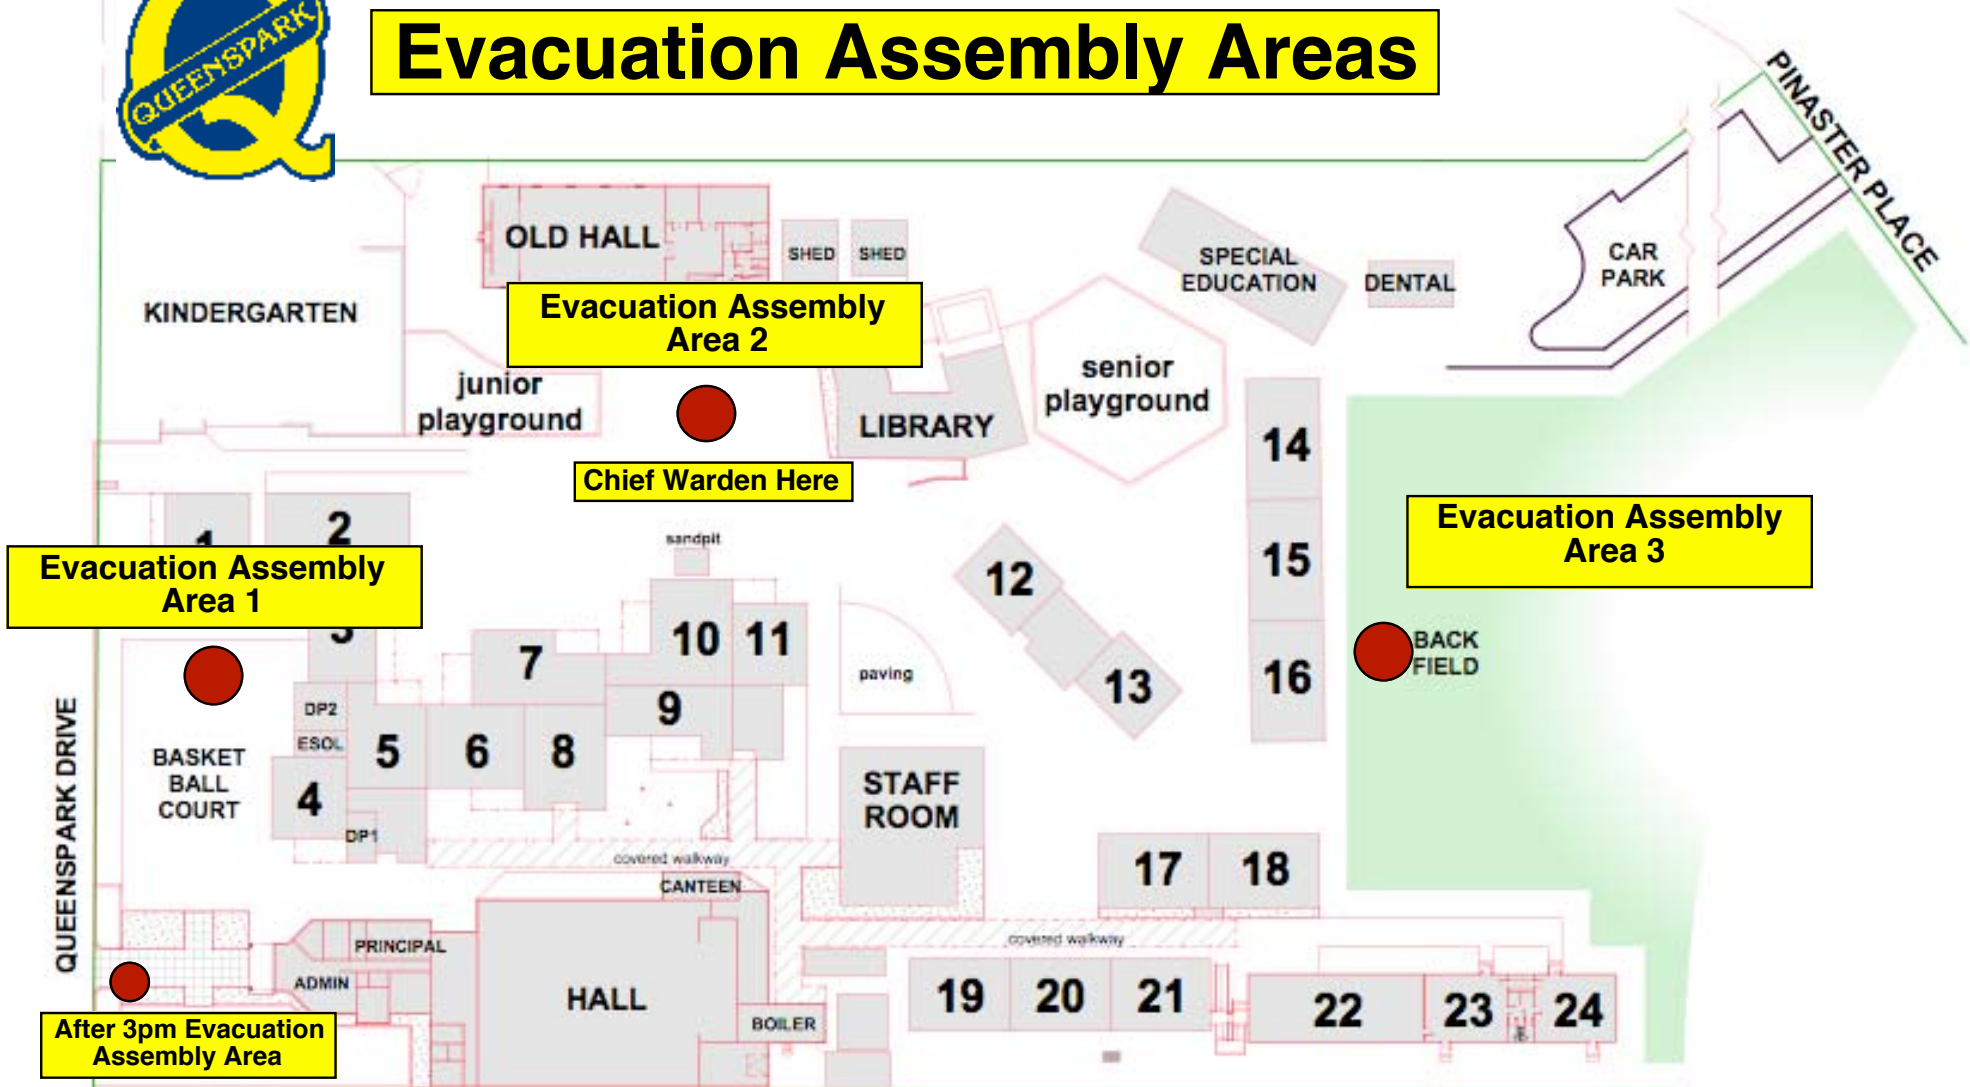 QUEENSPARK
Evacuation Assembly Areas
PINASTER PLACE
OLD HALL
SHED
SHED
SPECIAL
EDUCATION
DENTAL
CAR
PARK
KINDERGARTEN
Evacuation Assembly
Area 2
junior
playground
senior
playground
LIBRARY
Chief Warden Here
14
1
2
Evacuation Assembly
Area 3
sandpit
Evacuation Assembly
Area 1
12
15
3
7
10
11
BACK
FIELD
paving
13
16
DP2
9
ESOL
5
6
8
BASKET
BALL
COURT
4
DP1
STAFF
ROOM
QUEENSPARK DRIVE
covered walkway
CANTEEN
17
18
PRINCIPAL
covered walkway
ADMIN
HALL
19
20
21
22
23
24
BOILER
After 3pm Evacuation
Assembly Area